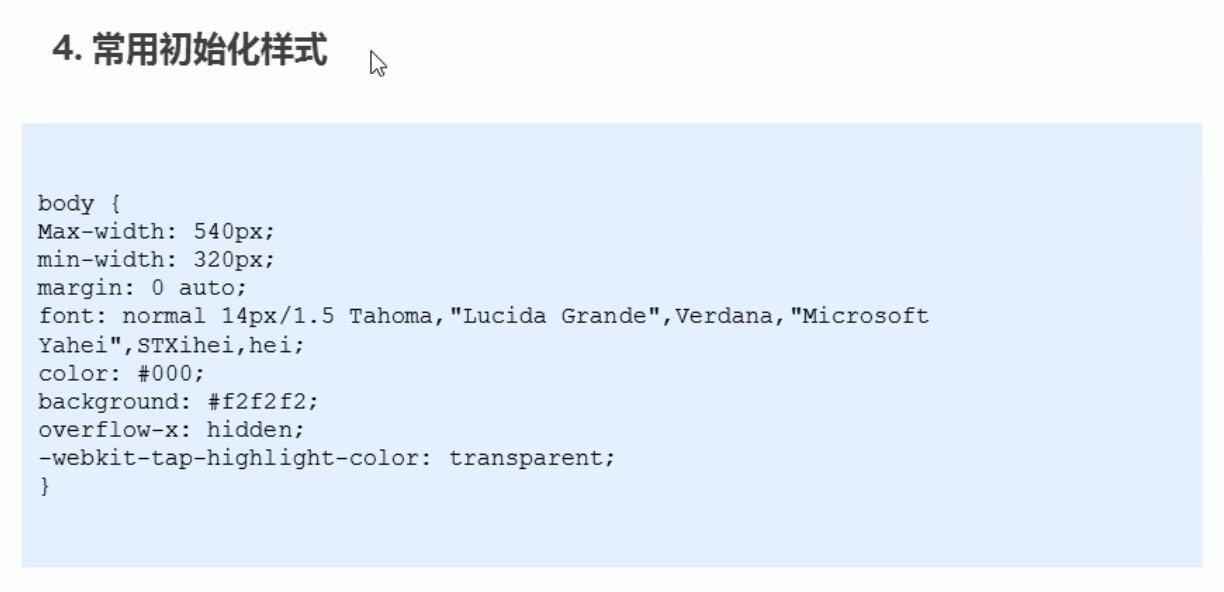 4. 常用初始化样式
body {
Max-width: 540px;
min-width: 320px;
margin: 0 auto;
font: normal 14px/1.5 Tahoma,"Lucida Grande",Verdana,"Microsoft
Yahei",STXihei,hei;
color: #000;
background: #f2f2f2;
overflow-x: hidden;
-webkit-tap-highlight-color: transparent;
}